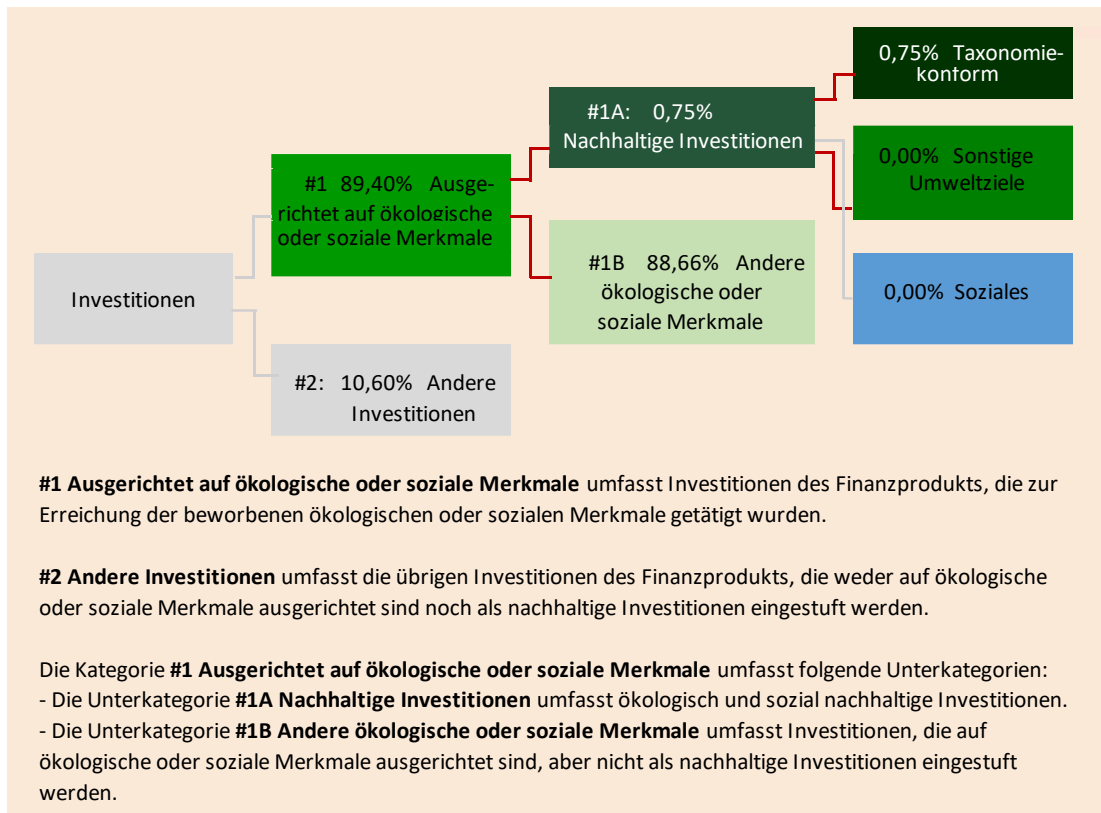 Investitionen
#1 89,40% Ausge-
richtet auf ökologische
oder soziale Merkmale
#2: 10,60% Andere
Investitionen
#1A: 0,75%
Nachhaltige Investitionen
#1B 88,66% Andere
ökologische oder
soziale Merkmale
0,75% Taxonomie-
konform
0,00% Sonstige
Umweltziele
0,00% Soziales
#1 Ausgerichtet auf ökologische oder soziale Merkmale umfasst Investitionen des Finanzprodukts, die zur
Erreichung der beworbenen ökologischen oder sozialen Merkmale getätigt wurden.
#2 Andere Investitionen umfasst die übrigen Investitionen des Finanzprodukts, die weder auf ökologische
oder soziale Merkmale ausgerichtet sind noch als nachhaltige Investitionen eingestuft werden.
Die Kategorie #1 Ausgerichtet auf ökologische oder soziale Merkmale umfasst folgende Unterkategorien:
- Die Unterkategorie #1A Nachhaltige Investitionen umfasst ökologisch und sozial nachhaltige Investitionen.
- Die Unterkategorie #1B Andere ökologische oder soziale Merkmale umfasst Investitionen, die auf
ökologische oder soziale Merkmale ausgerichtet sind, aber nicht als nachhaltige Investitionen eingestuft
werden.